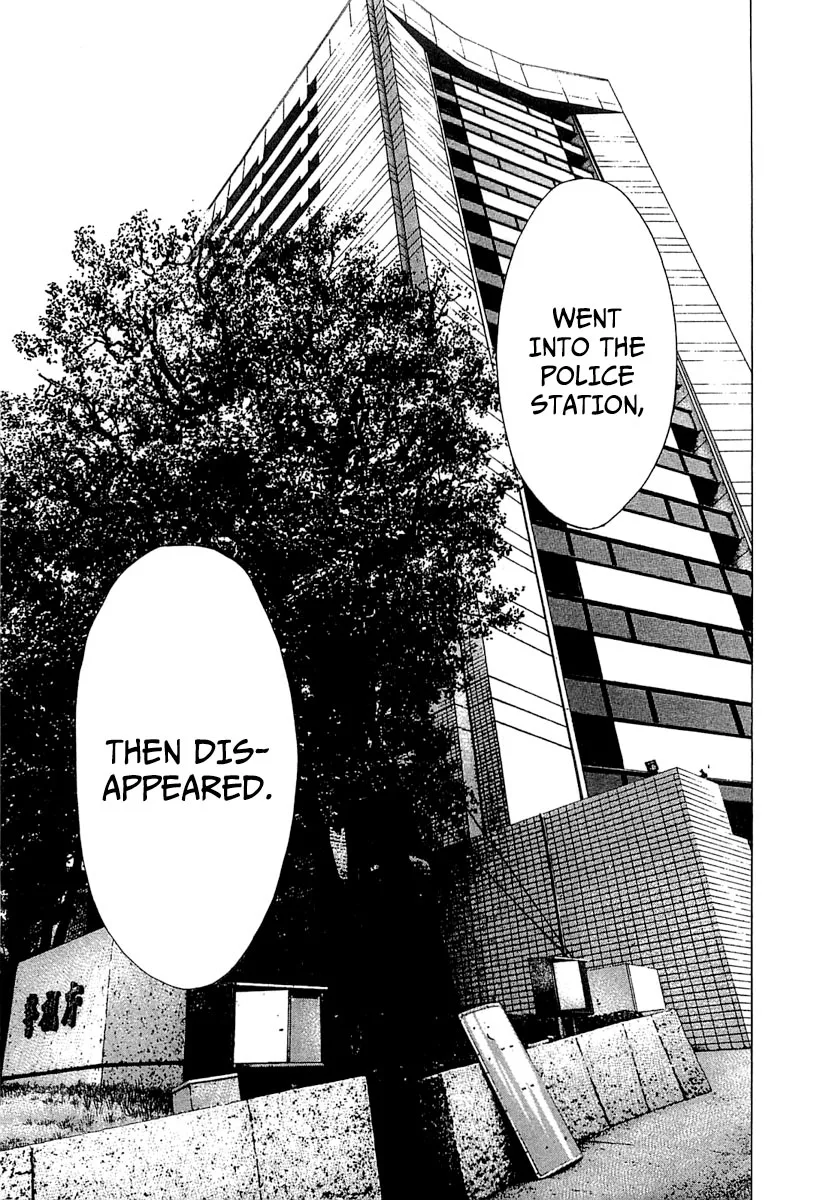 WENT
INTO THE
POLICE
STATION,
THEN DIS-
APPEARED.